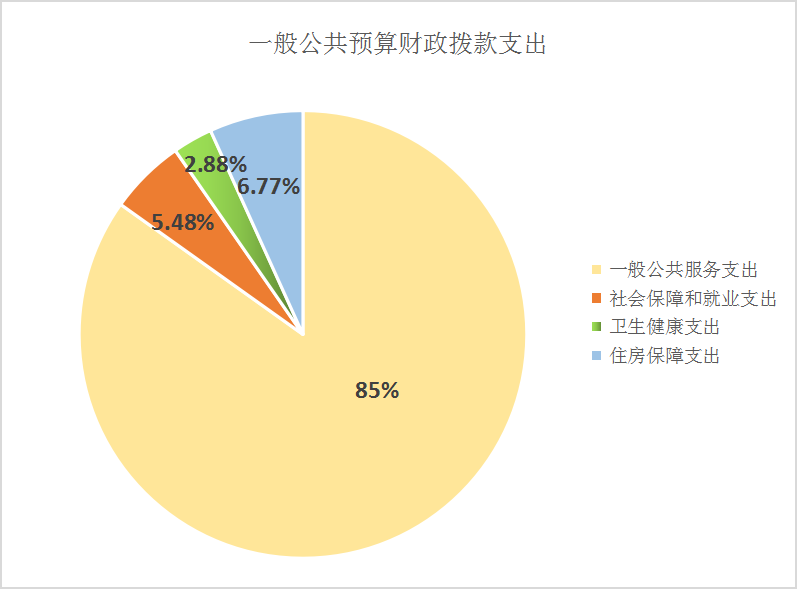 一般公共预算财政拨款支出
2.88%
6.77%
5.48%
85%
一般公共服务支出
社会保障和就业支出
卫生健康支出
住房保障支出